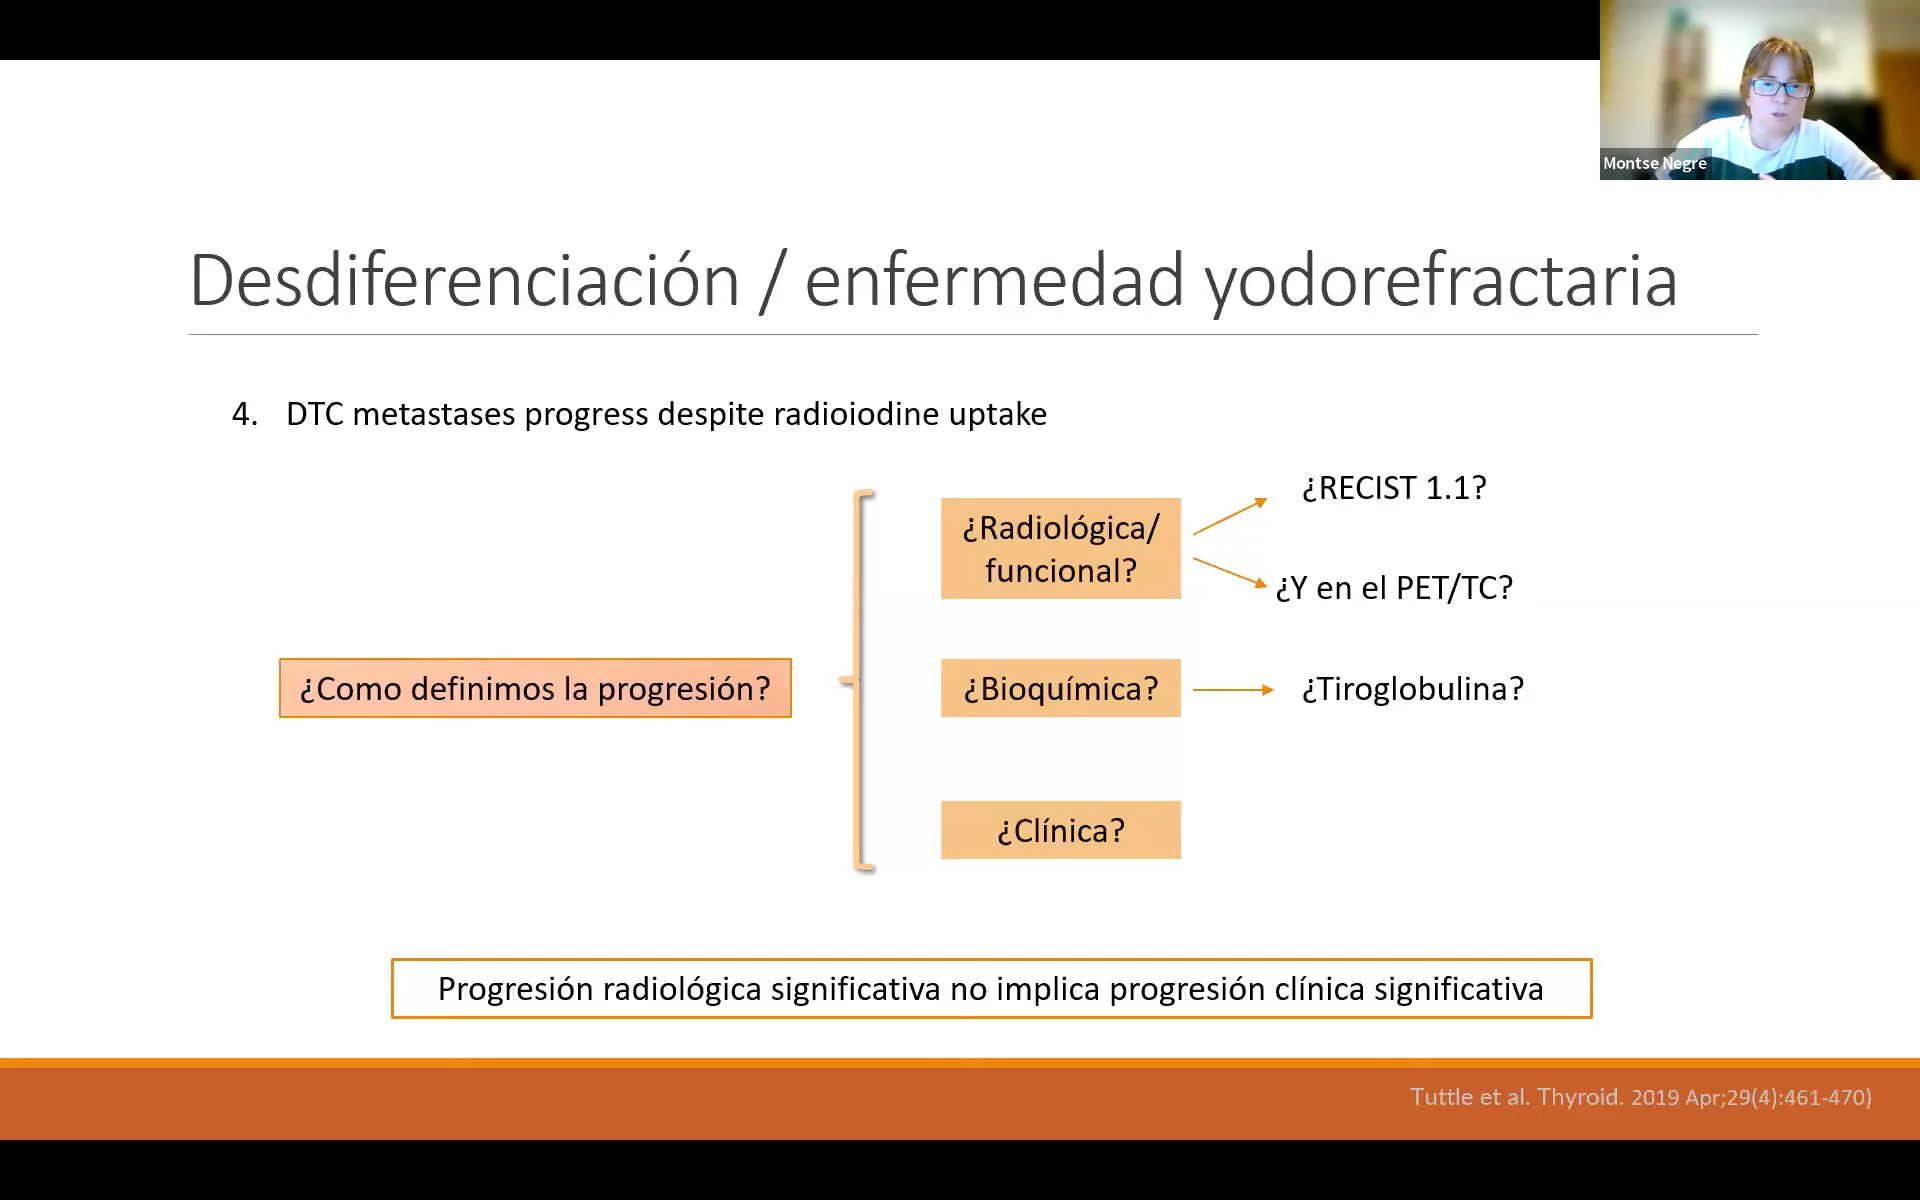 Montse Negre
Desdiferenciación / enfermedad yodorefractaria
4. DTC metastases progress despite radioiodine uptake
¿RECIST 1.1?
¿Radiológica/
funcional?
¿Y en el PET/TC?
¿Como definimos la progresión?
¿Bioquímica?
¿Tiroglobulina?
¿Clínica?
Progresión radiológica significativa no implica progresión clínica significativa
Tuttle et al. Thyroid. 2019 Apr;29(4):461-470)